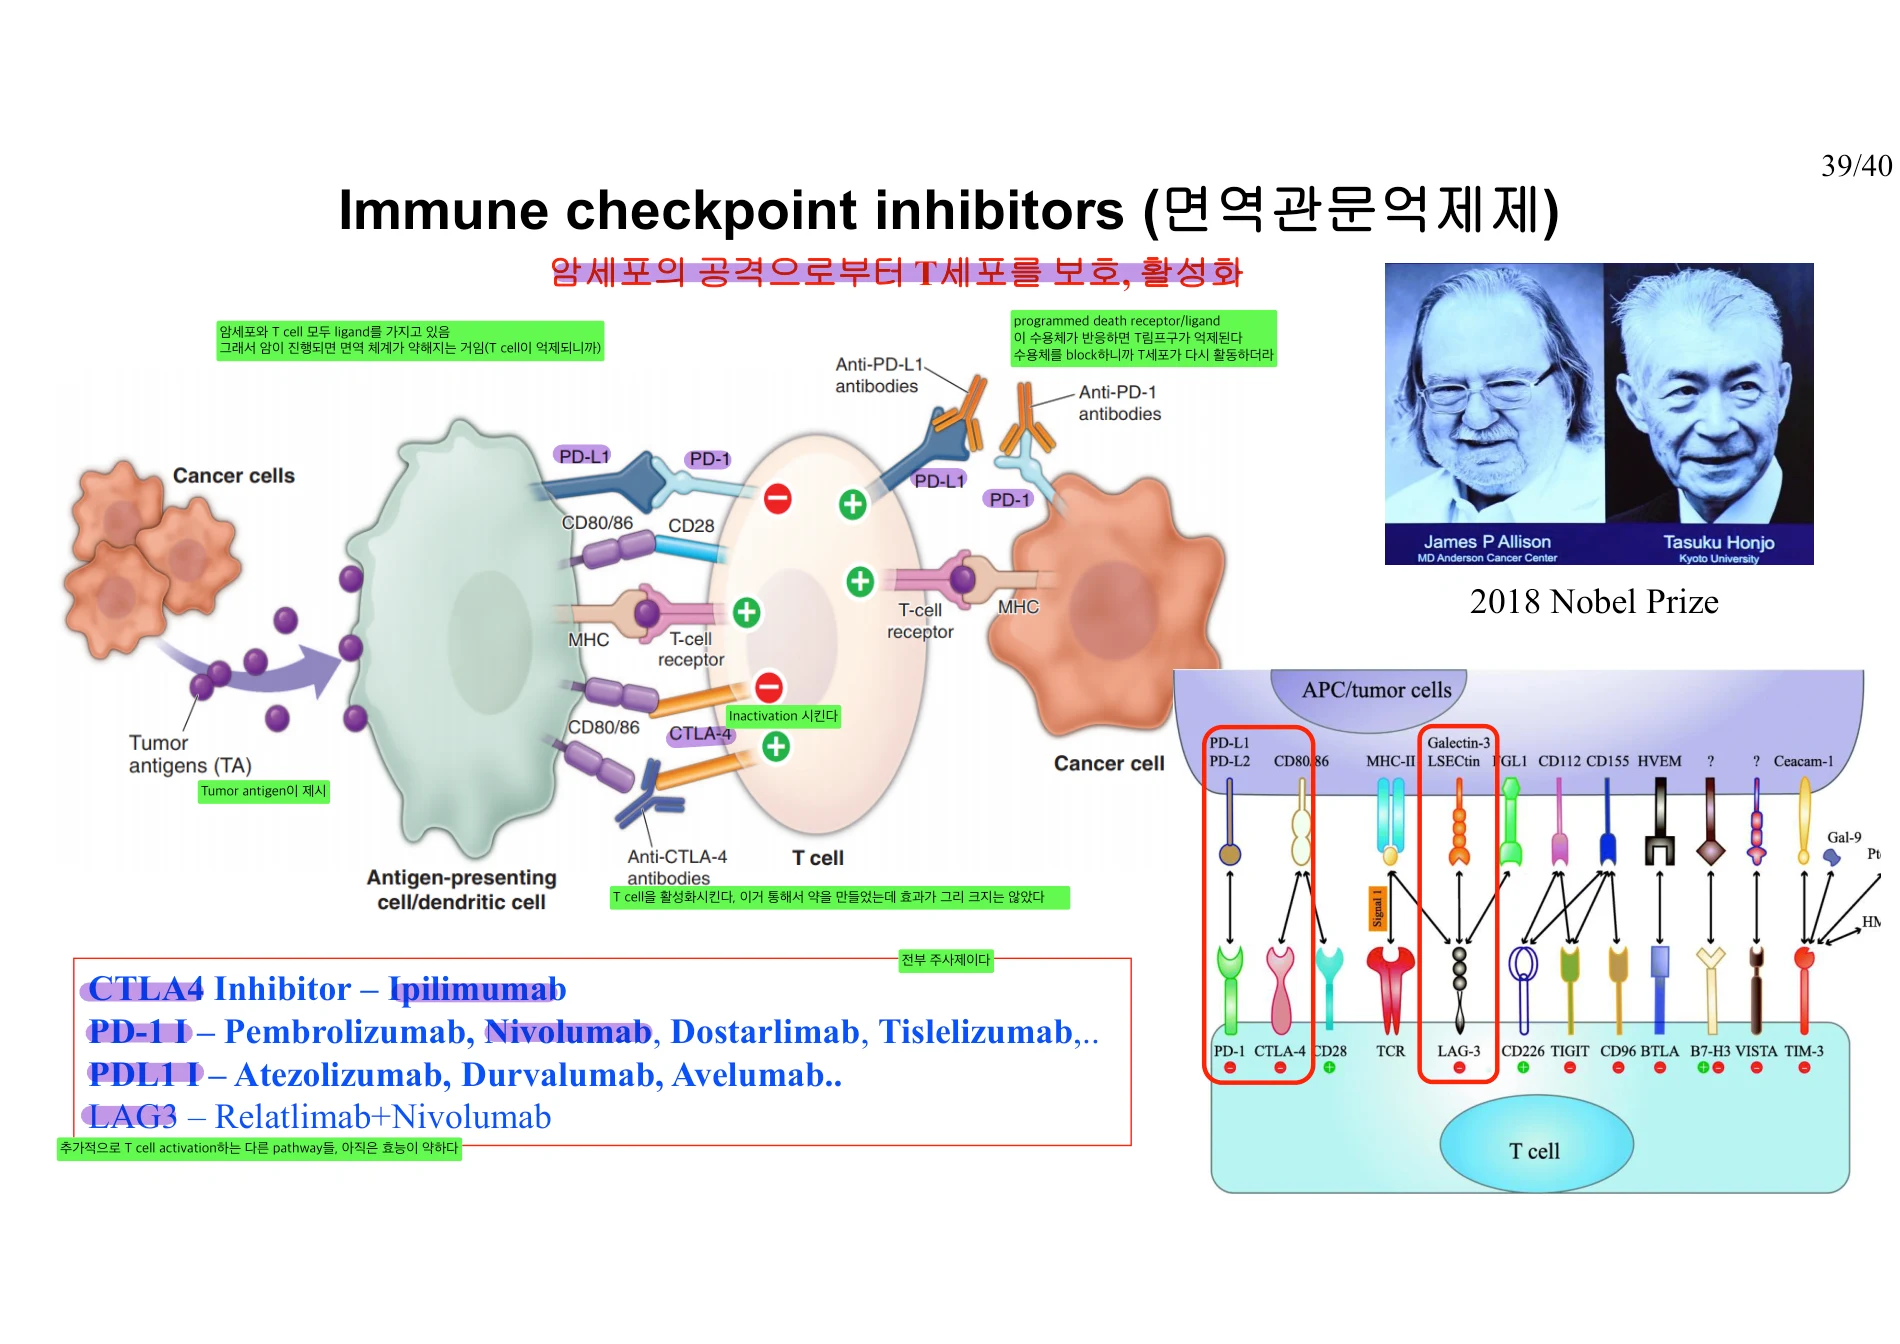 39/40
Immune checkpoint inhibitors (면역관문억제제)
암세포의 공격으로부터 T세포를 보호, 활성화
암세포와 T cell 모두 ligand를 가지고 있음
그래서 암이 진행되면 면역 체계가 약해지는 거임(T cell이 억제되니까)
programmed death receptor/ligand
이 수용체가 반응하면 T림프구가 억제된다
수용체를 block하니까 T세포가 다시 활동하더라
Anti-PD-L1
antibodies
Anti-PD-1
antibodies
Cancer cells
PD-L1
PD-1
PD-L1
PD-1
CD80/86
CD28
MHC
T-cell
receptor
T-cell
receptor
MHC
CD80/86
Inactivation 시킨다
CTLA-4
Tumor
antigens (TA)
Tumor antigen이 제시
Cancer cell
Anti-CTLA-4
antibodies
T cell
Antigen-presenting
cell/dendritic cell
T cell을 활성화시킨다, 이거 통해서 약을 만들었는데 효과가 그리 크지는 않았다
James P Allison
MD Anderson Cancer Center
Tasuku Honjo
Kyoto University
2018 Nobel Prize
APC/tumor cells
PD-L1
PD-L2
CD80/86
MHC-II
Galectin-3
LSECtin
FGL1
CD112
CD155
HVEM
?
?
Ceacam-1
Gal-9
Signal 1
PD-1
CTLA-4
CD28
TCR
LAG-3
CD226
TIGIT
CD96
BTLA
B7-H3
VISTA
TIM-3
T cell
전부 주사제이다
CTLA4 Inhibitor – Ipilimumab
PD-1 I – Pembrolizumab, Nivolumab, Dostarlimab, Tislelizumab,..
PDL1 I – Atezolizumab, Durvalumab, Avelumab..
LAG3 – Relatlimab+Nivolumab
추가적으로 T cell activation하는 다른 pathway들, 아직은 효능이 약하다